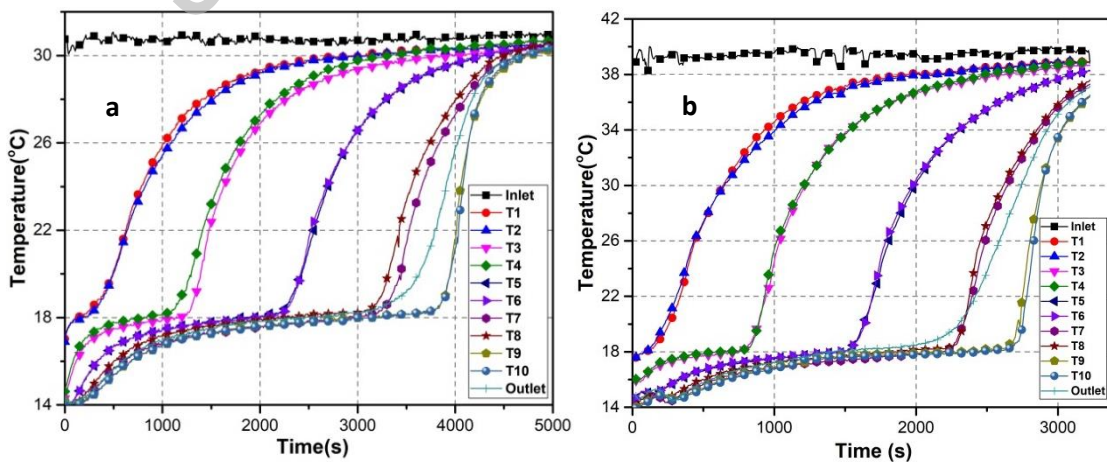 a
Temperature(°C)
30
26
22
18
14
0
1000
2000
3000
4000
5000
Time(s)
Inlet
T1
T2
T3
T4
T5
T6
T7
T8
T9
T10
Outlet
b
Temperature(°C)
42
38
34
30
26
22
18
14
0
1000
2000
3000
Time (s)
Inlet
T1
T2
T3
T4
T5
T6
T7
T8
T9
T10
Outlet